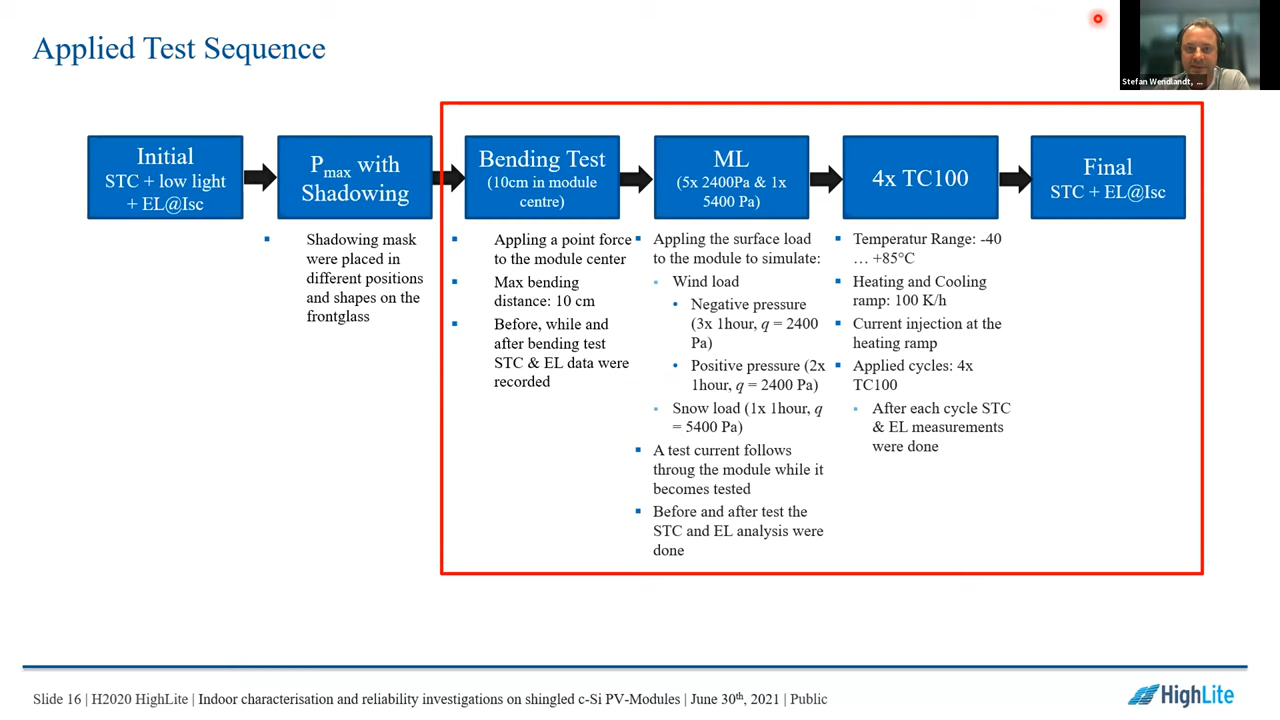 Applied Test Sequence
Stefan Wendlandt, ...
Initial
STC + low light
+ EL@Isc
Pmax with
Shadowing
Bending Test
(10cm in module
centre)
ML
(5x 2400Pa & 1x
5400 Pa)
4x TC100
Final
STC + EL@Isc
Shadowing mask
were placed in
different positions
and shapes on the
frontglass
Appling a point force
to the module center
Max bending
distance: 10 cm
Before, while and
after bending test
STC & EL data were
recorded
Appling the surface load
to the module to simulate:
Wind load
Negative pressure
(3x 1hour, q = 2400
Pa)
Positive pressure (2x
1hour, q = 2400 Pa)
Snow load (1x 1hour, q
= 5400 Pa)
A test current follows
throug the module while it
becomes tested
Before and after test the
STC and EL analysis were
done
Temperatur Range: -40
… +85°C
Heating and Cooling
ramp: 100 K/h
Current injection at the
heating ramp
Applied cycles: 4x
TC100
After each cycle STC
& EL measurements
were done
Slide 16 | H2020 HighLite | Indoor characterisation and reliability investigations on shingled c-Si PV-Modules | June 30th, 2021 | Public
HighLite